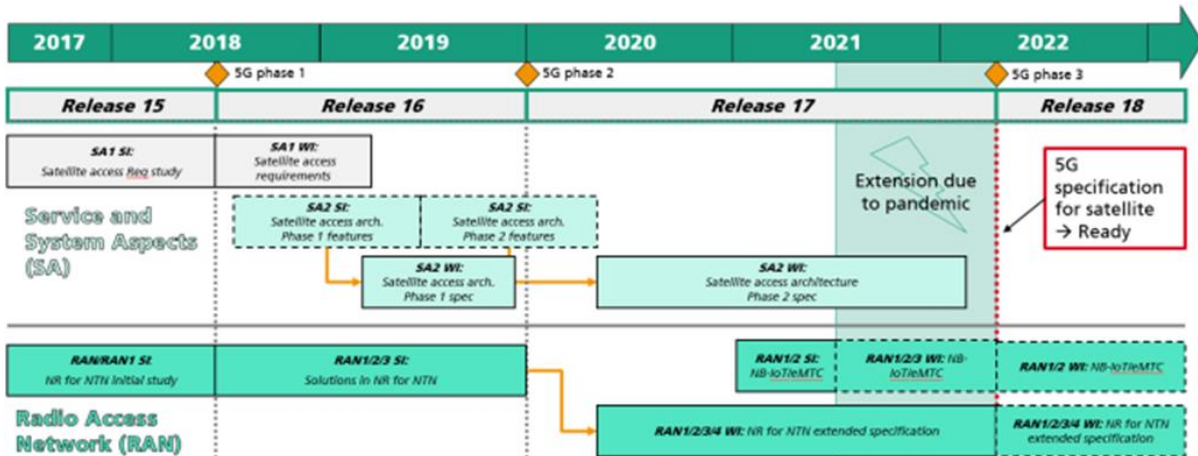 2017 2018 2019 2020 2021 2022
5G phase 1 5G phase 2 5G phase 3
Release 15 Release 16 Release 17 Release 18
SA1 SI:
Satellite access Req study
SA1 WI:
Satellite access
requirements
Extension due
to pandemic
5G
specification
for satellite
→ Ready
Service and
System Aspects
(SA)
SA2 SI:
Satellite access arch.
Phase 1 features
SA2 SI:
Satellite access arch.
Phase 2 features
SA2 WI:
Satellite access arch.
Phase 1 spec
SA2 WI:
Satellite access architecture
Phase 2 spec
RAN/RAN1 SI:
NR for NTN initial study
RAN1/2/3 SI:
Solutions in NR for NTN
RAN1/2 SI:
NB-IoT/eMTC
RAN1/2/3 WI: NB-
IoT/eMTC
RAN1/2 WI: NB-IoT/eMTC
Radio Access
Network (RAN)
RAN1/2/3/4 WI: NR for NTN extended specification
RAN1/2/3/4 WI: NR for NTN
extended specification